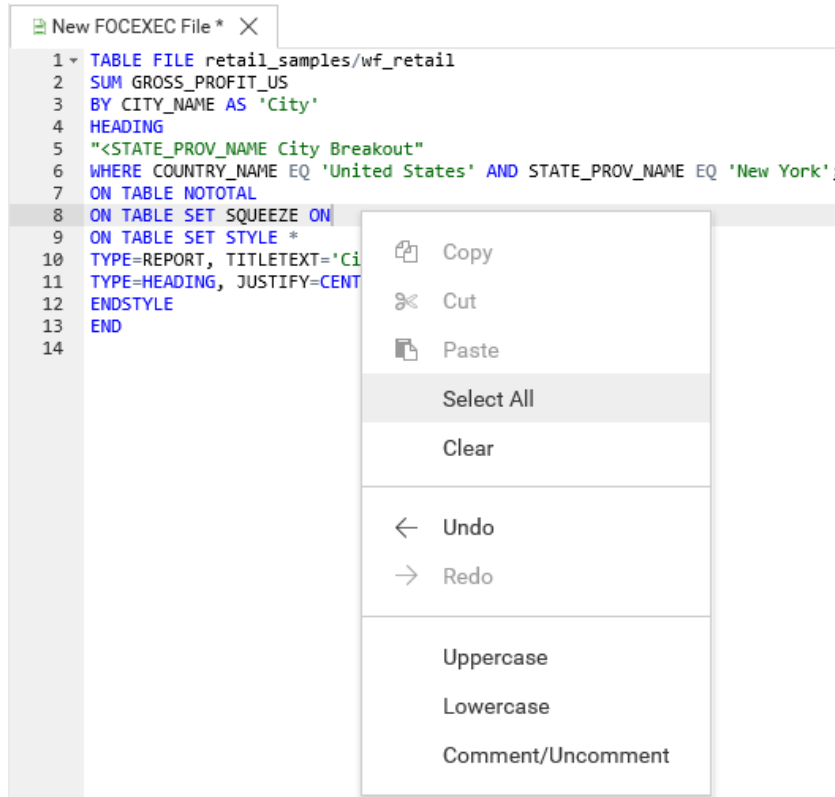 New FOCEXEC File *
1 TABLE FILE retail_samples/wf_retail
2 SUM GROSS_PROFIT_US
3 BY CITY_NAME AS 'City'
4 HEADING
5 "<STATE_PROV_NAME City Breakout"
6 WHERE COUNTRY_NAME EQ 'United States' AND STATE_PROV_NAME EQ 'New York';
7 ON TABLE NOTOTAL
8 ON TABLE SET SQUEEZE ON
9 ON TABLE SET STYLE *
10 TYPE=REPORT, TITLETEXT='Ci
11 TYPE=HEADING, JUSTIFY=CENT
12 ENDSTYLE
13 END
14
Copy
Cut
Paste
Select All
Clear
Undo
Redo
Uppercase
Lowercase
Comment/Uncomment